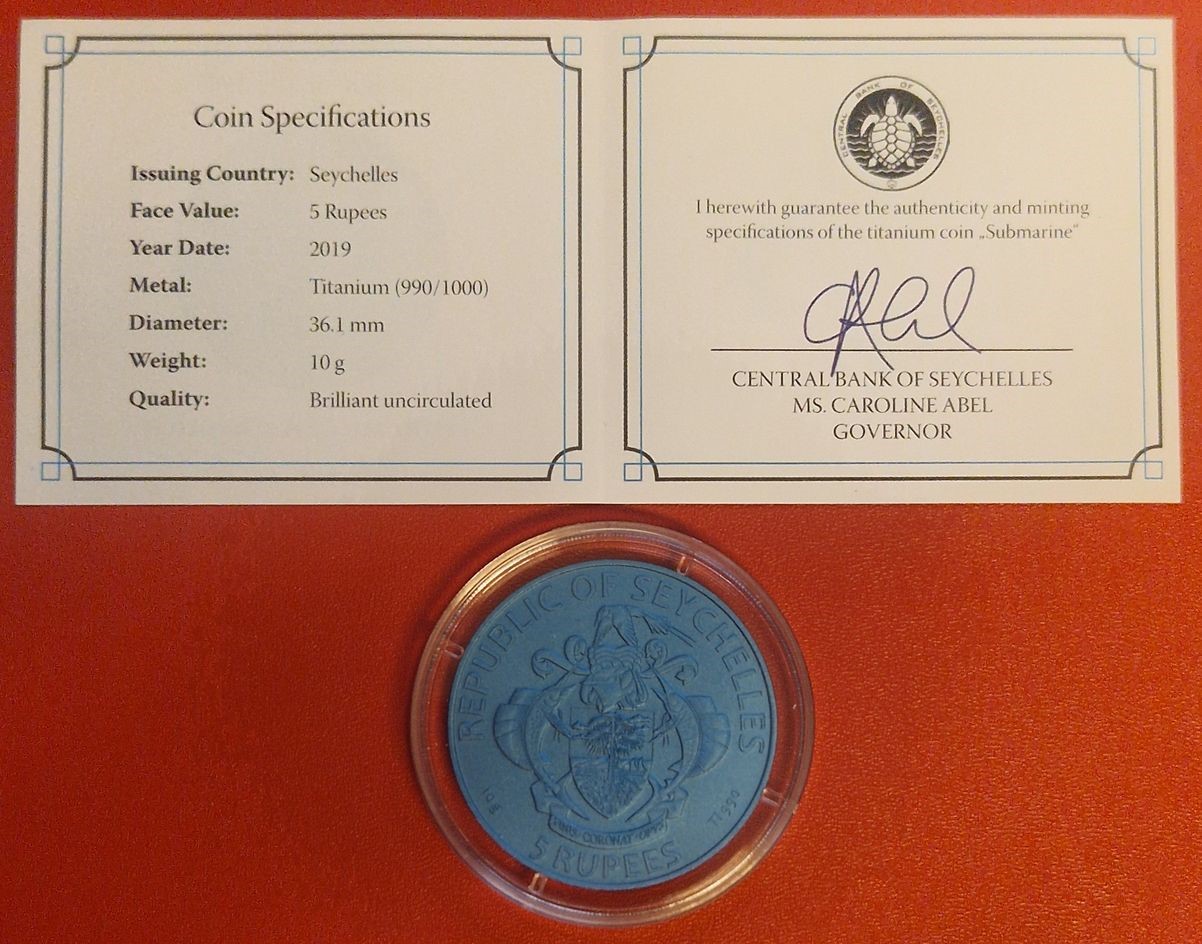 Coin Specifications
Issuing Country: Seychelles
Face Value: 5 Rupees
Year Date: 2019
Metal: Titanium (990/1000)
Diameter: 36.1 mm
Weight: 10 g
Quality: Brilliant uncirculated
CENTRAL BANK OF SEYCHELLES
I herewith guarantee the authenticity and minting
specifications of the titanium coin „Submarine“
CENTRAL BANK OF SEYCHELLES
MS. CAROLINE ABEL
GOVERNOR
REPUBLIC OF SEYCHELLES
10 g
Ti 990
FINIS · CORONAT · OPUS
5 RUPEES